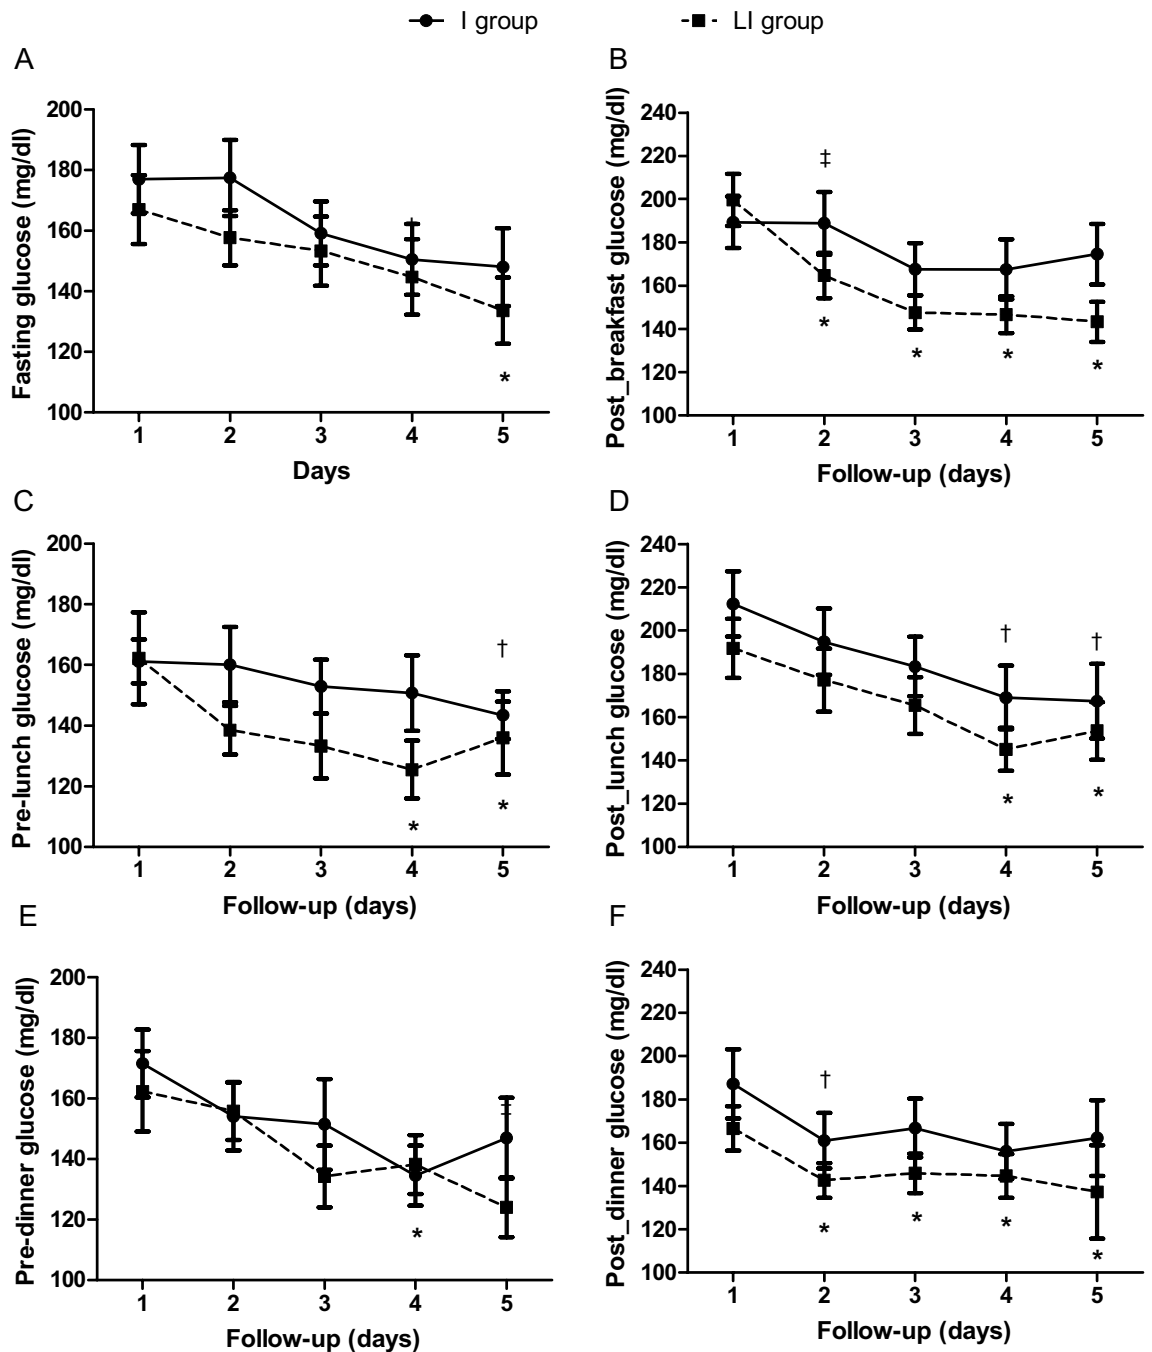 I group
LI group
A
Fasting glucose (mg/dl)
200
180
160
140
120
100
1 2 3 4 5
Days
†
*
B
Post_breakfast glucose (mg/dl)
240
220
200
180
160
140
120
100
1 2 3 4 5
Follow-up (days)
‡
* * * *
C
Pre-lunch glucose (mg/dl)
200
180
160
140
120
100
1 2 3 4 5
Follow-up (days)
†
* *
D
Post_lunch glucose (mg/dl)
240
220
200
180
160
140
120
100
1 2 3 4 5
Follow-up (days)
† †
* *
E
Pre-dinner glucose (mg/dl)
200
180
160
140
120
100
1 2 3 4 5
Follow-up (days)
‡
*
F
Post_dinner glucose (mg/dl)
240
220
200
180
160
140
120
100
1 2 3 4 5
Follow-up (days)
†
* * * *